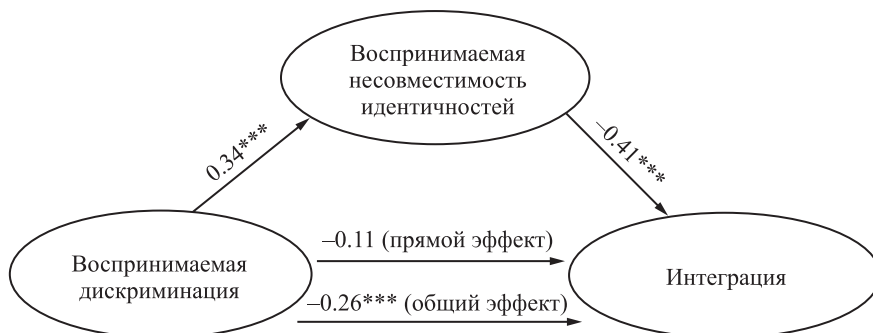 Воспринимаемая
несовместимость
идентичностей
0.34***
–0.41***
Воспринимаемая
дискриминация
–0.11 (прямой эффект)
Интеграция
–0.26*** (общий эффект)